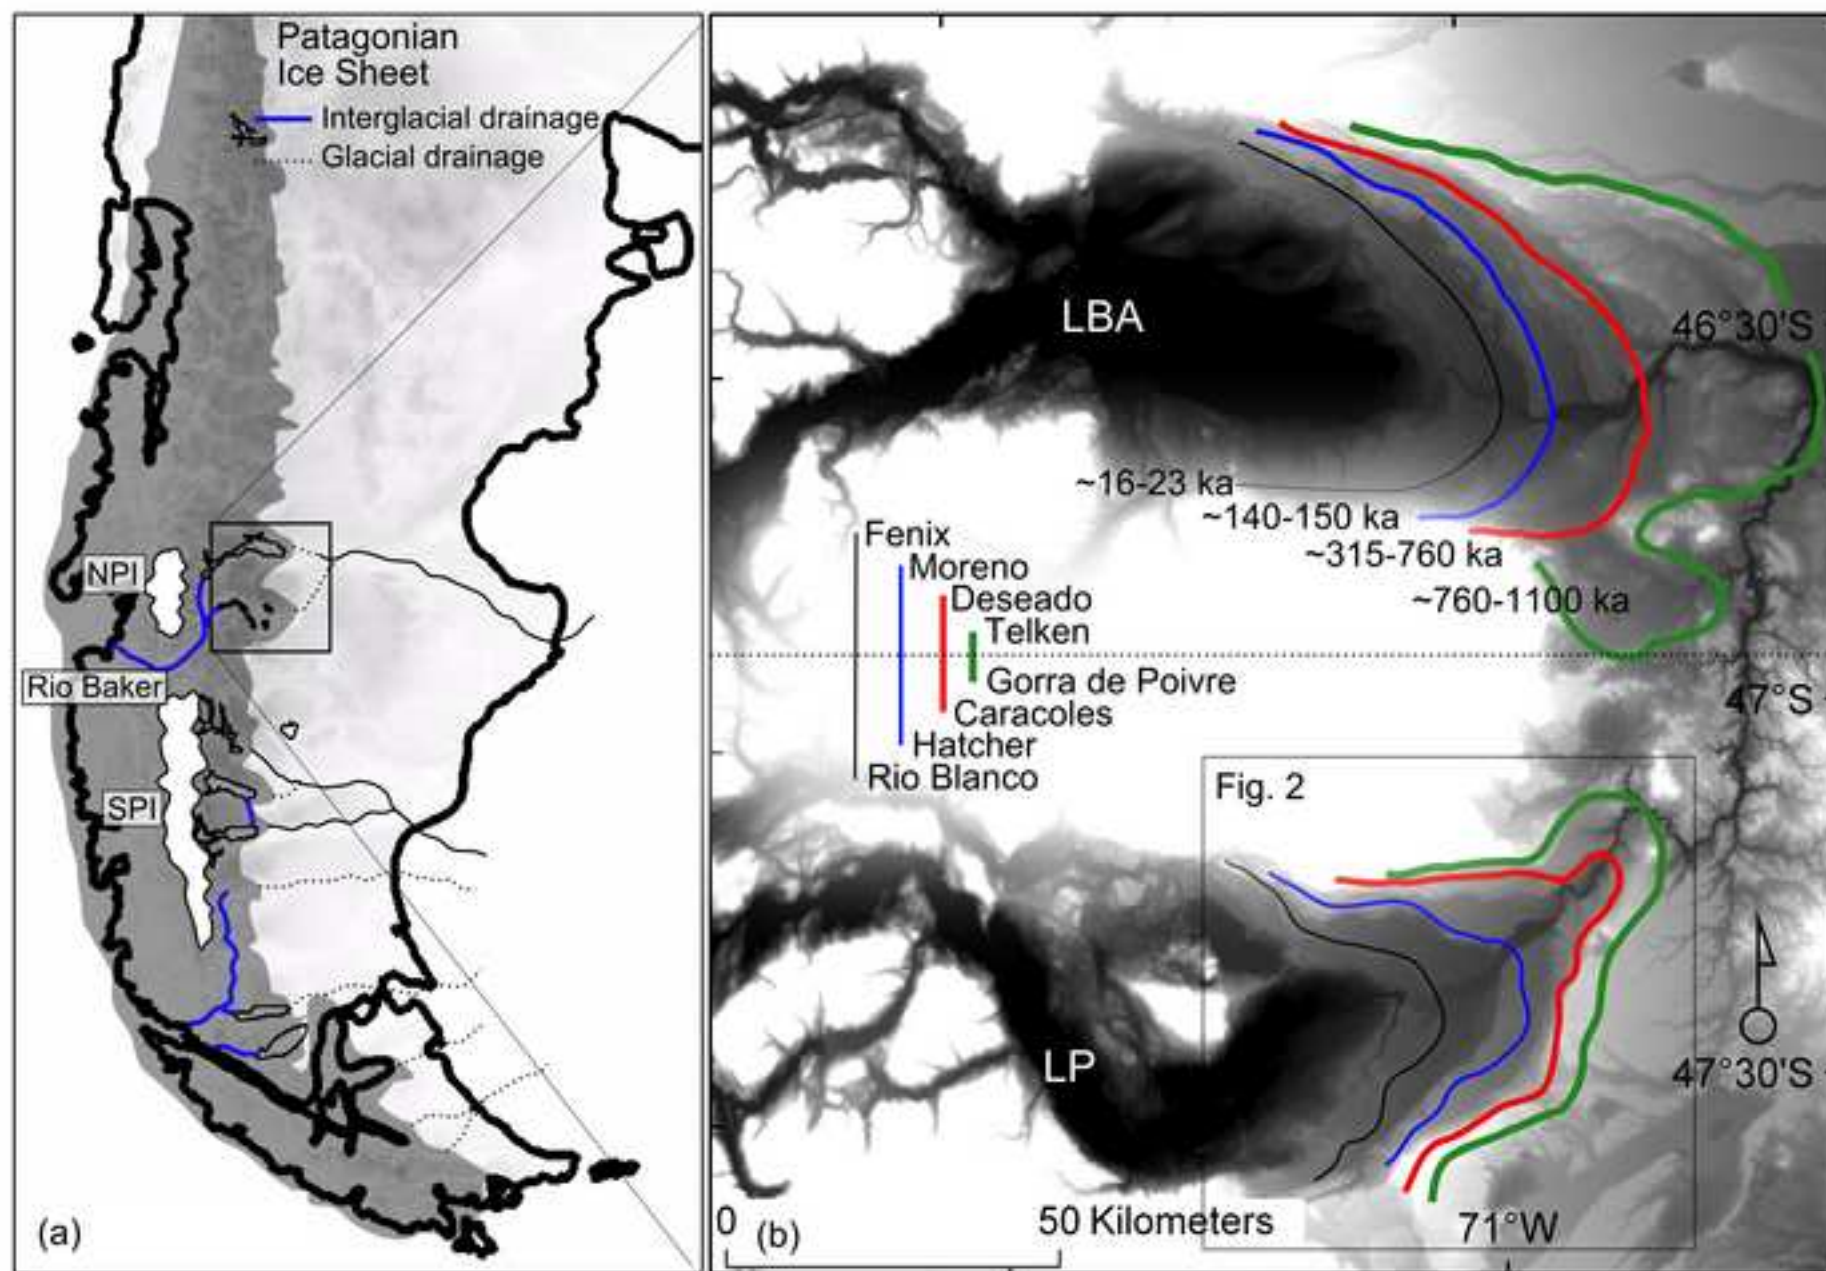 Patagonian
Ice Sheet
Interglacial drainage
Glacial drainage
NPI
Rio Baker
SPI
(a)
LBA
46°30'S
~16-23 ka
~140-150 ka
~315-760 ka
~760-1100 ka
Fenix
Moreno
Deseado
Telken
Gorra de Poivre
Caracoles
Hatcher
Rio Blanco
47°S
Fig. 2
LP
47°30'S
0
50 Kilometers
71°W
(b)